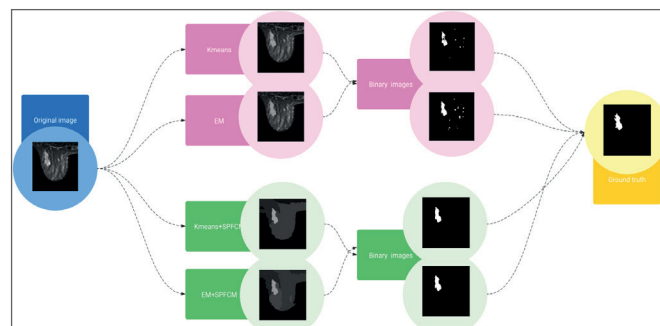 Kmeans
Binary images
EM
Original image
Ground truth
Kmeans+SPFCM
Binary images
EM+SPFCM